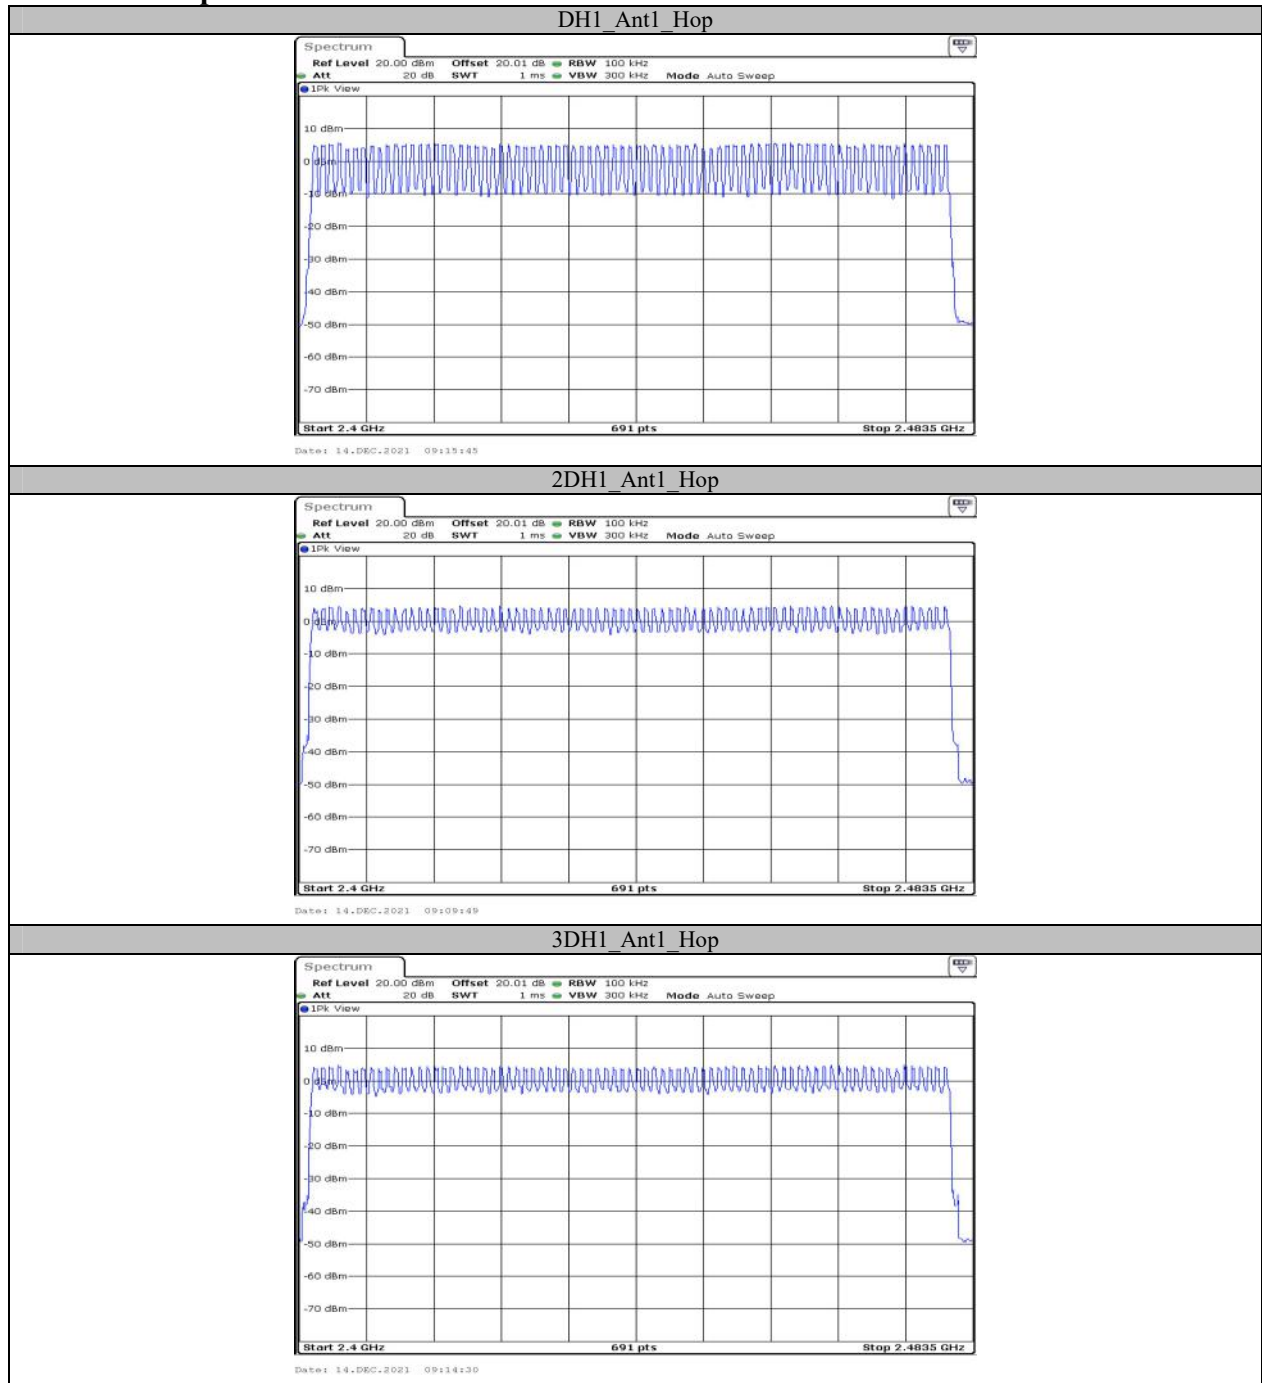 DH1_Ant1_Hop
Spectrum
Ref Level 20.00 dBm Offset 20.01 dB RBW 100 kHz
Att 20 dB SWT 1 ms VBW 300 kHz Mode Auto Sweep
1Pk View
10 dBm
0 dBm
-10 dBm
-20 dBm
-30 dBm
-40 dBm
-50 dBm
-60 dBm
-70 dBm
Start 2.4 GHz 691 pts Stop 2.4835 GHz
Date: 14.DEC.2021 09:15:45
2DH1_Ant1_Hop
Spectrum
Ref Level 20.00 dBm Offset 20.01 dB RBW 100 kHz
Att 20 dB SWT 1 ms VBW 300 kHz Mode Auto Sweep
1Pk View
10 dBm
0 dBm
-10 dBm
-20 dBm
-30 dBm
-40 dBm
-50 dBm
-60 dBm
-70 dBm
Start 2.4 GHz 691 pts Stop 2.4835 GHz
Date: 14.DEC.2021 09:09:49
3DH1_Ant1_Hop
Spectrum
Ref Level 20.00 dBm Offset 20.01 dB RBW 100 kHz
Att 20 dB SWT 1 ms VBW 300 kHz Mode Auto Sweep
1Pk View
10 dBm
0 dBm
-10 dBm
-20 dBm
-30 dBm
-40 dBm
-50 dBm
-60 dBm
-70 dBm
Start 2.4 GHz 691 pts Stop 2.4835 GHz
Date: 14.DEC.2021 09:14:30